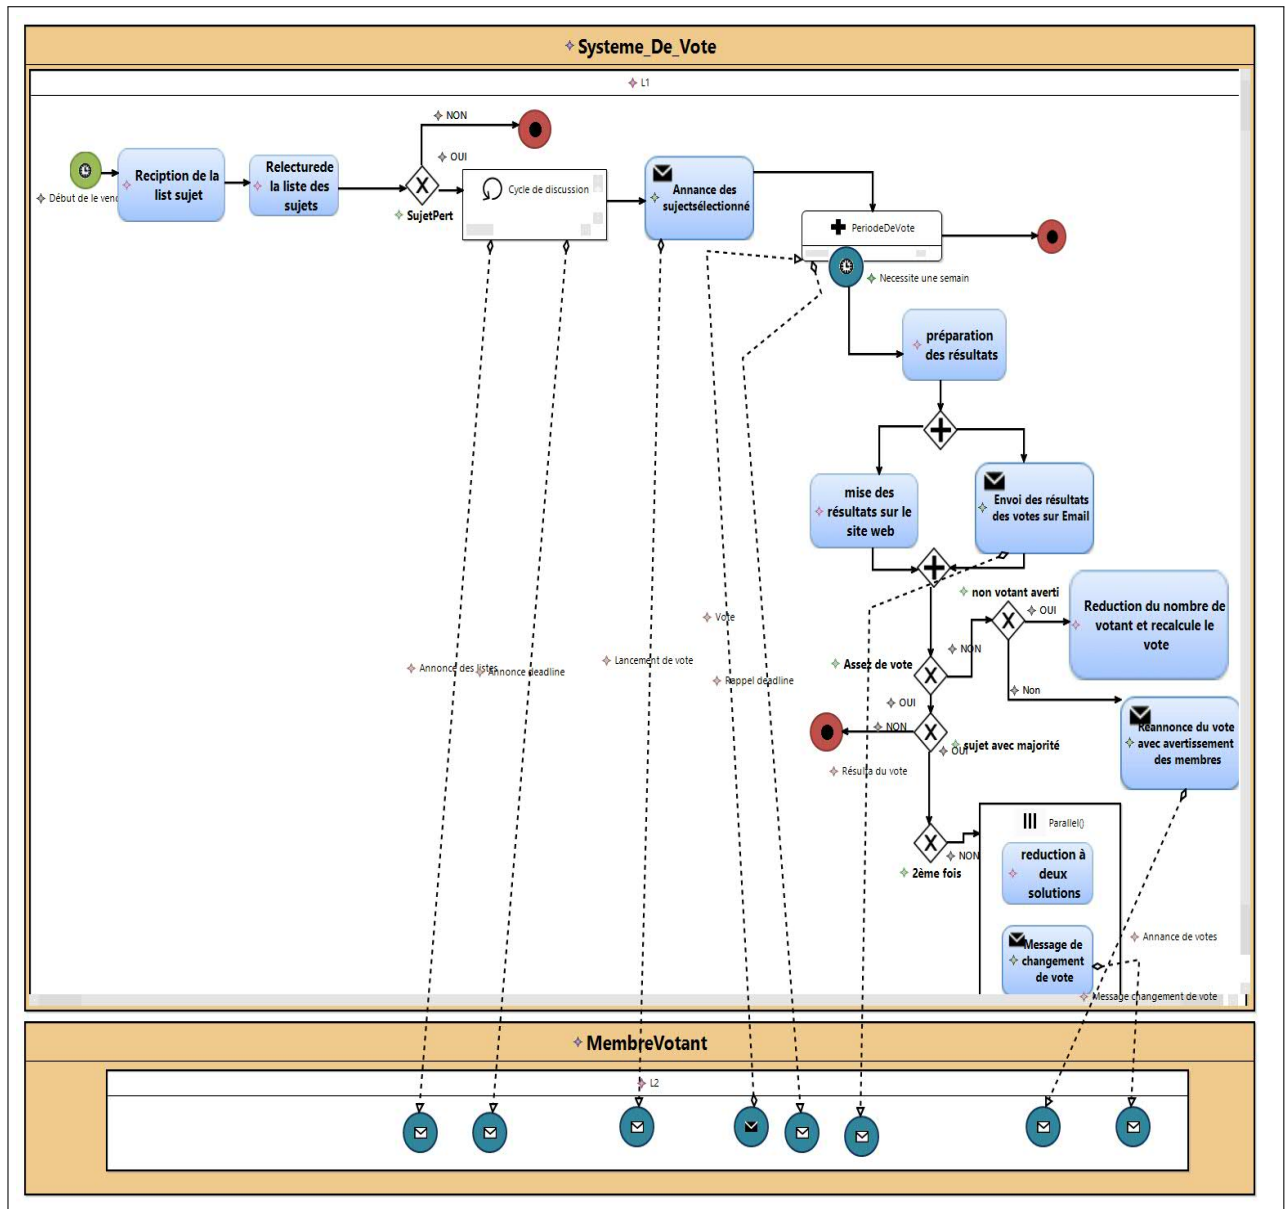 Systeme_De_Vote
L1
NON
OUI
Début de le venc
Reciption de la
list sujet
Relecturede
la liste des
sujets
SujetPert
Cycle de discussion
Annance des
sujectsélectionné
PeriodeDeVote
Necessite une semain
préparation
des résultats
mise des
résultats sur le
site web
Envoi des résultats
des votes sur Email
non votant averti
OUI
Reduction du nombre de
votant et recalcule le
vote
Vote
NON
Assez de vote
Lancement de vote
Annonce des listes
Annonce deadline
Rappel deadline
Non
OUI
NON
Reannonce du vote
avec avertissement
des membres
sujet avec majorité
OUI
Résulta du vote
Parallel()
NON
2ème fois
reduction à
deux
solutions
Annance de votes
Message de
changement
de vote
Message changement de vote
MembreVotant
L2